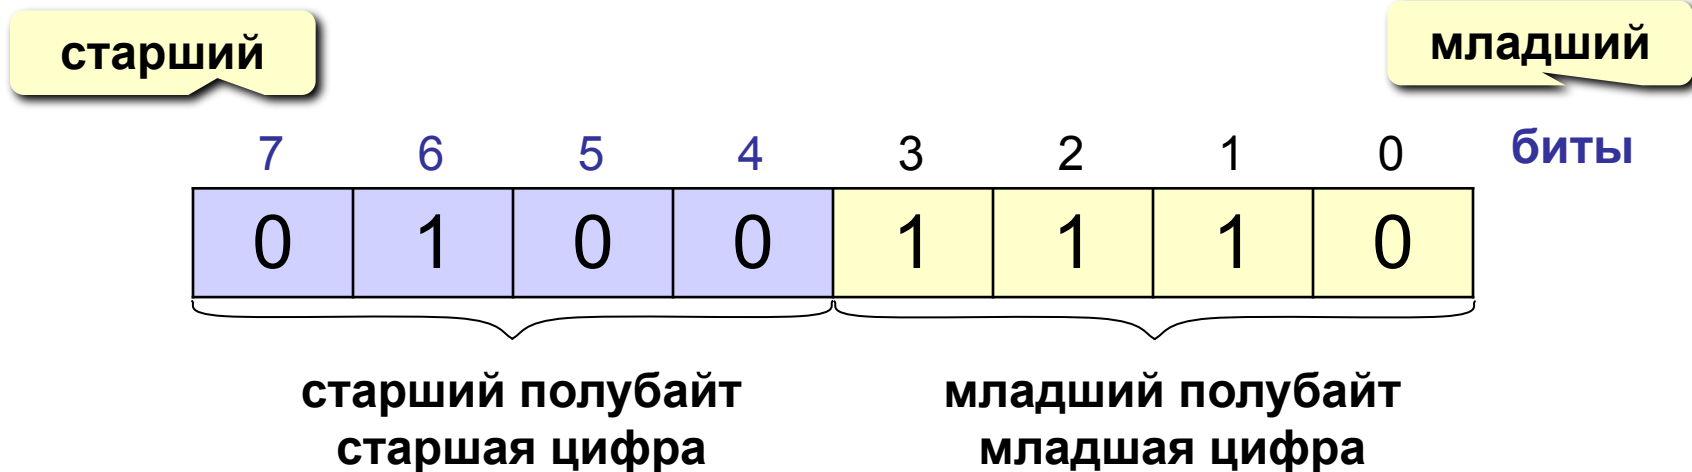 старший
младший
7 6 5 4 3 2 1 0 биты
0 1 0 0 1 1 1 0
старший полубайт
старшая цифра
младший полубайт
младшая цифра